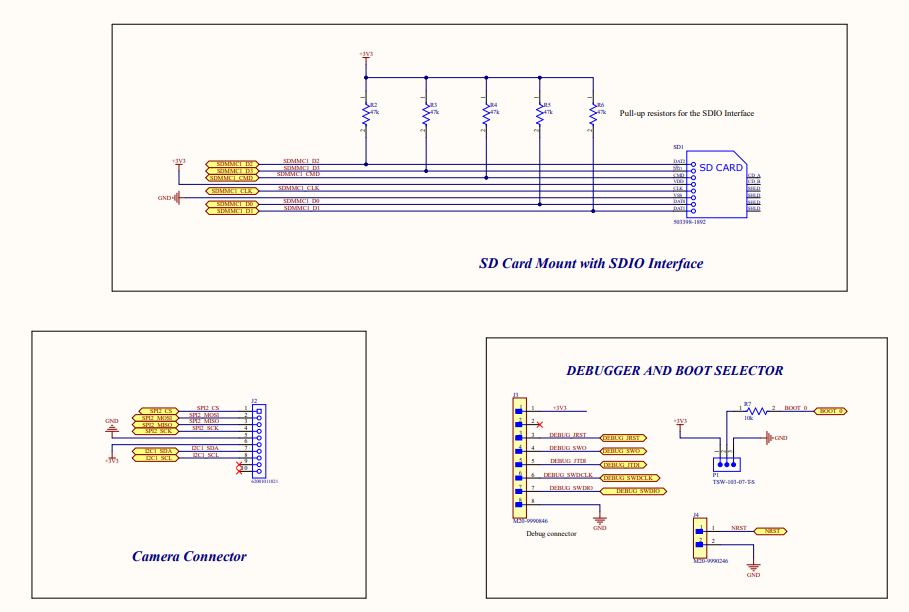 +3V3
R2
47k
R3
47k
R4
47k
R5
47k
R6
47k
Pull-up resistors for the SDIO Interface
SD1
+3V3
SDMMC1_D2 SDMMC1_D2 DAT2
SDMMC1_D3 SDMMC1_D3
SDMMC1_CMD SDMMC1_CMD CMD
VDD
SDMMC1_CLK SDMMC1_CLK CLK
GND VSS
SDMMC1_D0 SDMMC1_D0 DAT0
SDMMC1_D1 SDMMC1_D1 DAT1
SD CARD
CD_A
CD_B
SHLD
SHLD
SHLD
SHLD
503398-1892
SD Card Mount with SDIO Interface
J2
SPI2_CS SPI2_CS 1
SPI2_MOSI SPI2_MOSI 2
SPI2_MISO SPI2_MISO 3
SPI2_SCK SPI2_SCK 4
GND
5
6
I2C1_SDA I2C1_SDA 7
I2C1_SCL I2C1_SCL 8
+3V3
9
10
Camera Connector
DEBUGGER AND BOOT SELECTOR
J3
1 +3V3
2
3 DEBUG_JRST DEBUG_JRST
4 DEBUG_SWO DEBUG_SWO
5 DEBUG_JTDI DEBUG_JTDI
6 DEBUG_SWDCLK DEBUG_SWDCLK
7 DEBUG_SWDIO DEBUG_SWDIO
8
GND
M20-9990846
Debug connector
R7
1 2 BOOT_0 BOOT_0
10k
+3V3
GND
1 2 3
P1
TSW-103-07-T-S
J4
1 NRST NRST
2
M20-9990246
GND